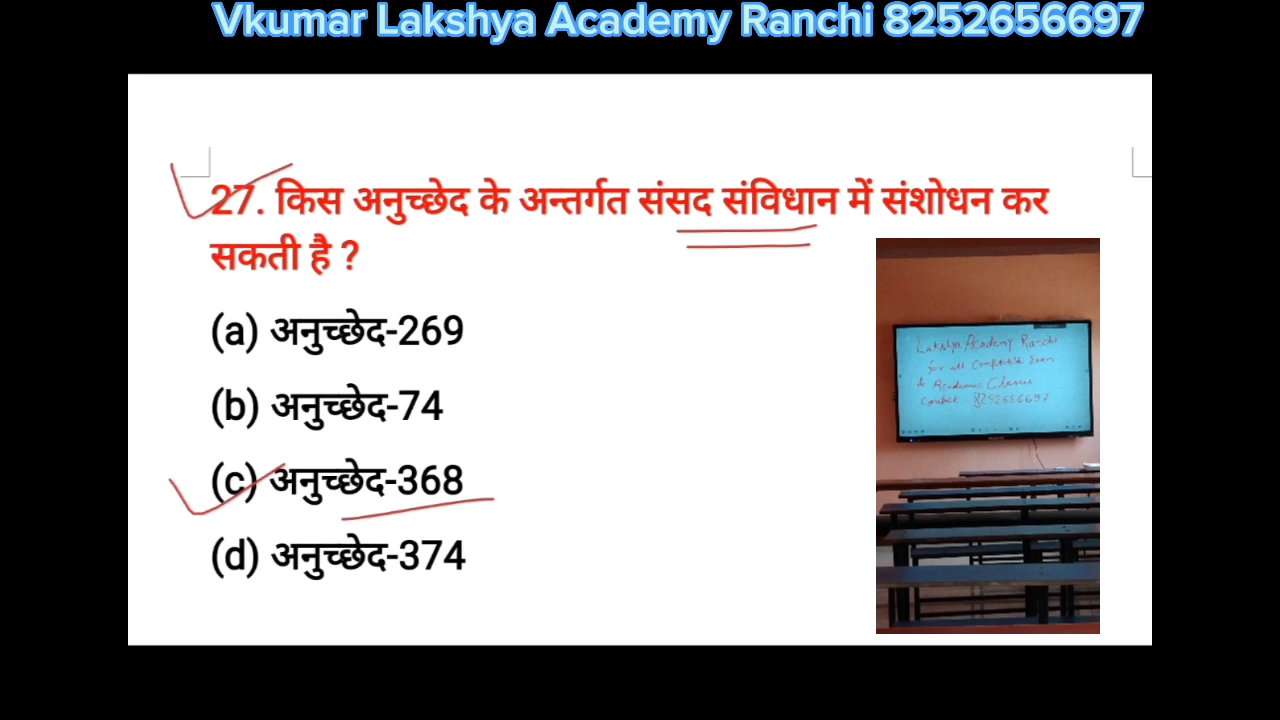 Vkumar Lakshya Academy Ranchi 8252656697
27. किस अनुच्छेद के अन्तर्गत संसद संविधान में संशोधन कर
सकती है ?
(a) अनुच्छेद-269
(b) अनुच्छेद-74
(c) अनुच्छेद-368
(d) अनुच्छेद-374
Lakshya Academy Ranchi
for all Competitive Exam
& Academic Classes
Contact - 8252656697